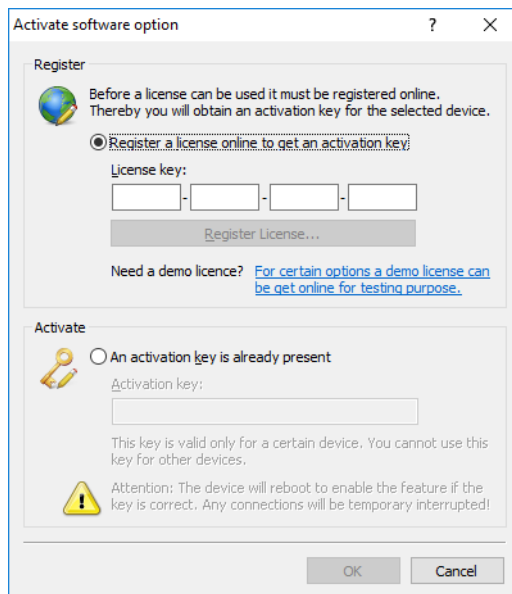 Activate software option
?
Register
Before a license can be used it must be registered online.
Thereby you will obtain an activation key for the selected device.
Register a license online to get an activation key
License key:
- - -
Register License...
Need a demo licence? For certain options a demo license can
be get online for testing purpose.
Activate
An activation key is already present
Activation key:
This key is valid only for a certain device. You cannot use this
key for other devices.
Attention: The device will reboot to enable the feature if the
key is correct. Any connections will be temporary interrupted!
OK
Cancel